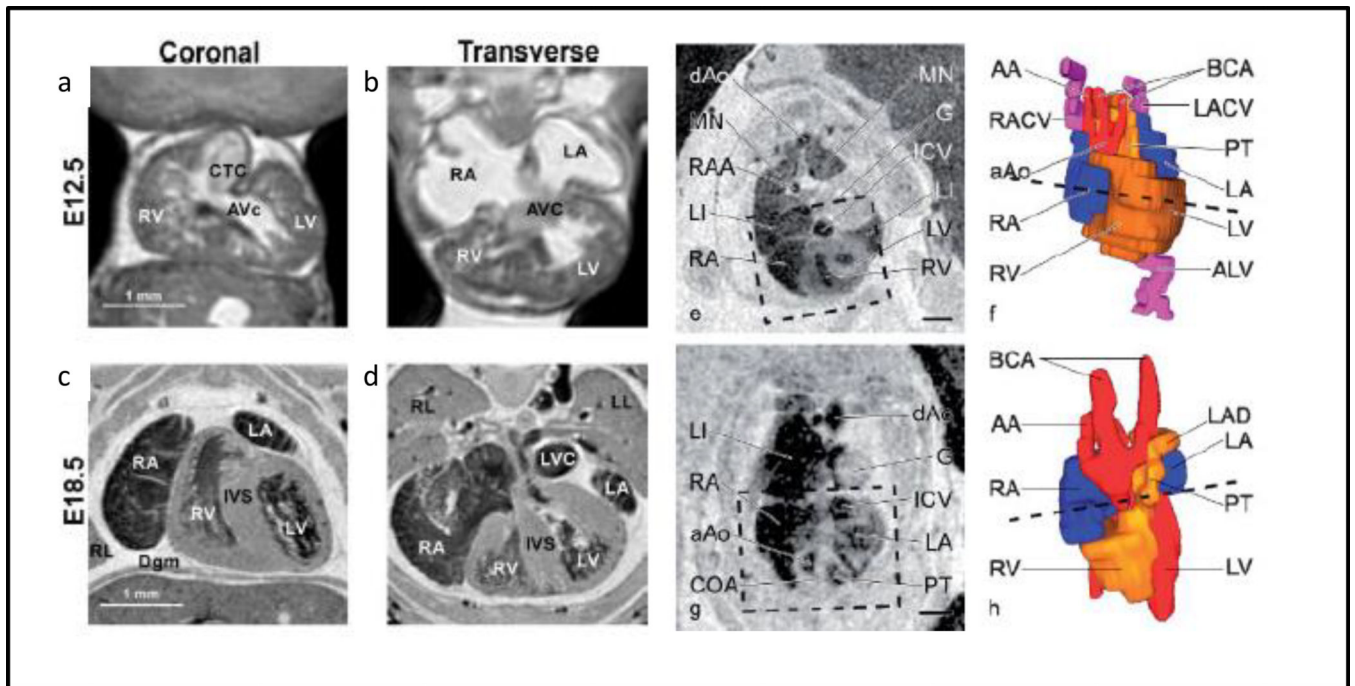 Coronal
Transverse
E12.5
E18.5
a
CTC
RV
AVc
LV
1 mm
b
RA
LA
AVC
RV
LV
c
RA
LA
RV
IVS
LV
RL
Dgm
1 mm
d
RL
LL
LVC
LA
RA
IVS
RV
LV
dAo
MN
MN
G
RAA
ICV
LI
LI
LV
RA
RV
e
AA
BCA
RACV
LACV
aAo
PT
LA
RA
LV
RV
ALV
f
LI
dAo
RA
G
ICV
aAo
LA
COA
PT
g
BCA
AA
LAD
LA
RA
PT
RV
LV
h